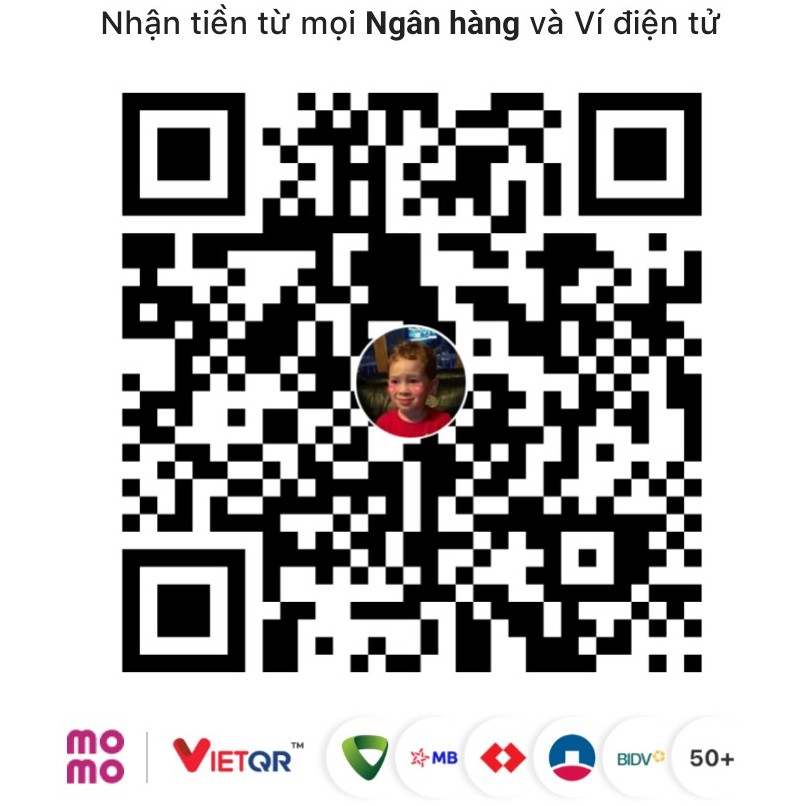 Nhận tiền từ mọi Ngân hàng và Ví điện tử
mo
mo
VIETQR™
MB
BIDV
50+